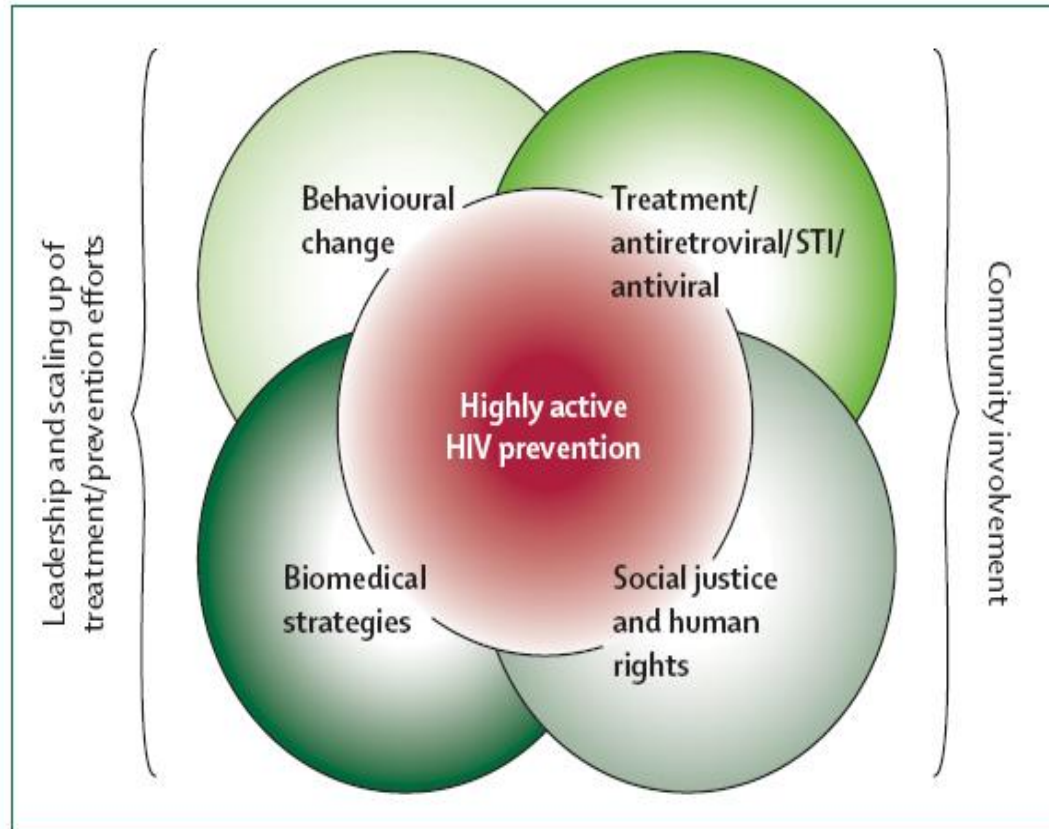 Leadership and scaling up of
treatment/prevention efforts
Behavioural
change
Treatment/
antiretroviral/STI/
antiviral
Highly active
HIV prevention
Biomedical
strategies
Social justice
and human
rights
Community involvement